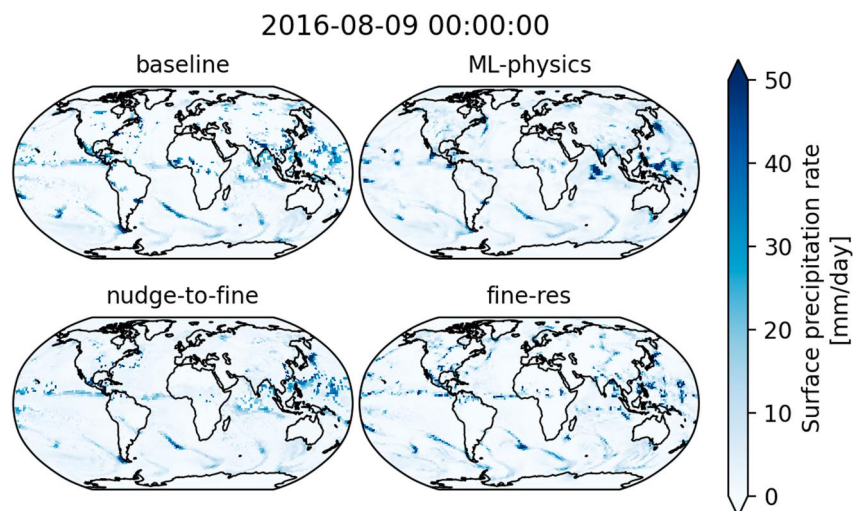 2016-08-09 00:00:00
baseline
ML-physics
nudge-to-fine
fine-res
50
40
30
20
10
0
Surface precipitation rate
[mm/day]